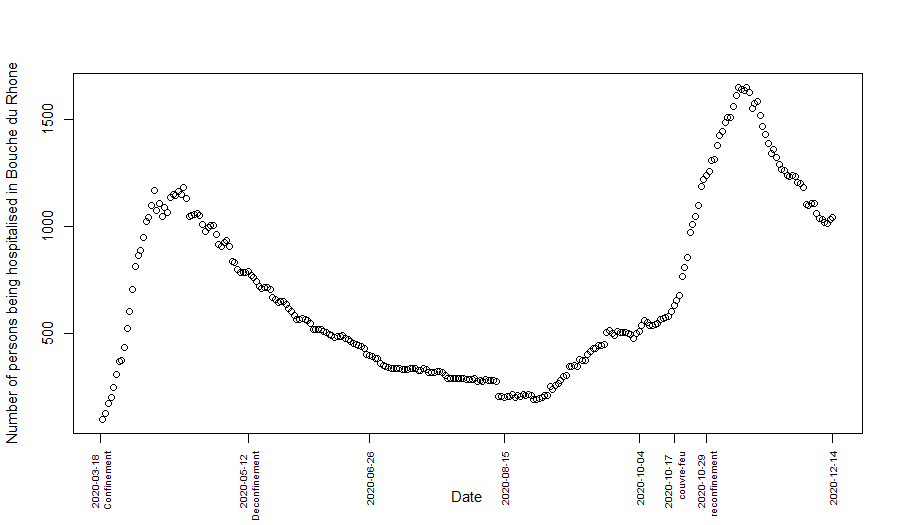 Number of persons being hospitalised in Bouche du Rhone
1500
1000
500
2020-03-18
Confinement
2020-05-12
Deconfinement
2020-06-26
2020-08-15
2020-10-04
2020-10-17
couvre-feu
2020-10-29
reconfinement
2020-12-14
Date